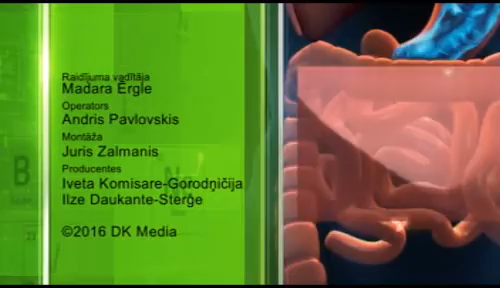 Raidījuma vadītāja
Madara Ērgle
Operators
Andris Pavlovskis
Montāža
Juris Zalmanis
Producentes
Iveta Komisare-Gorodņičija
Ilze Daukante-Sterģe
©2016 DK Media
B